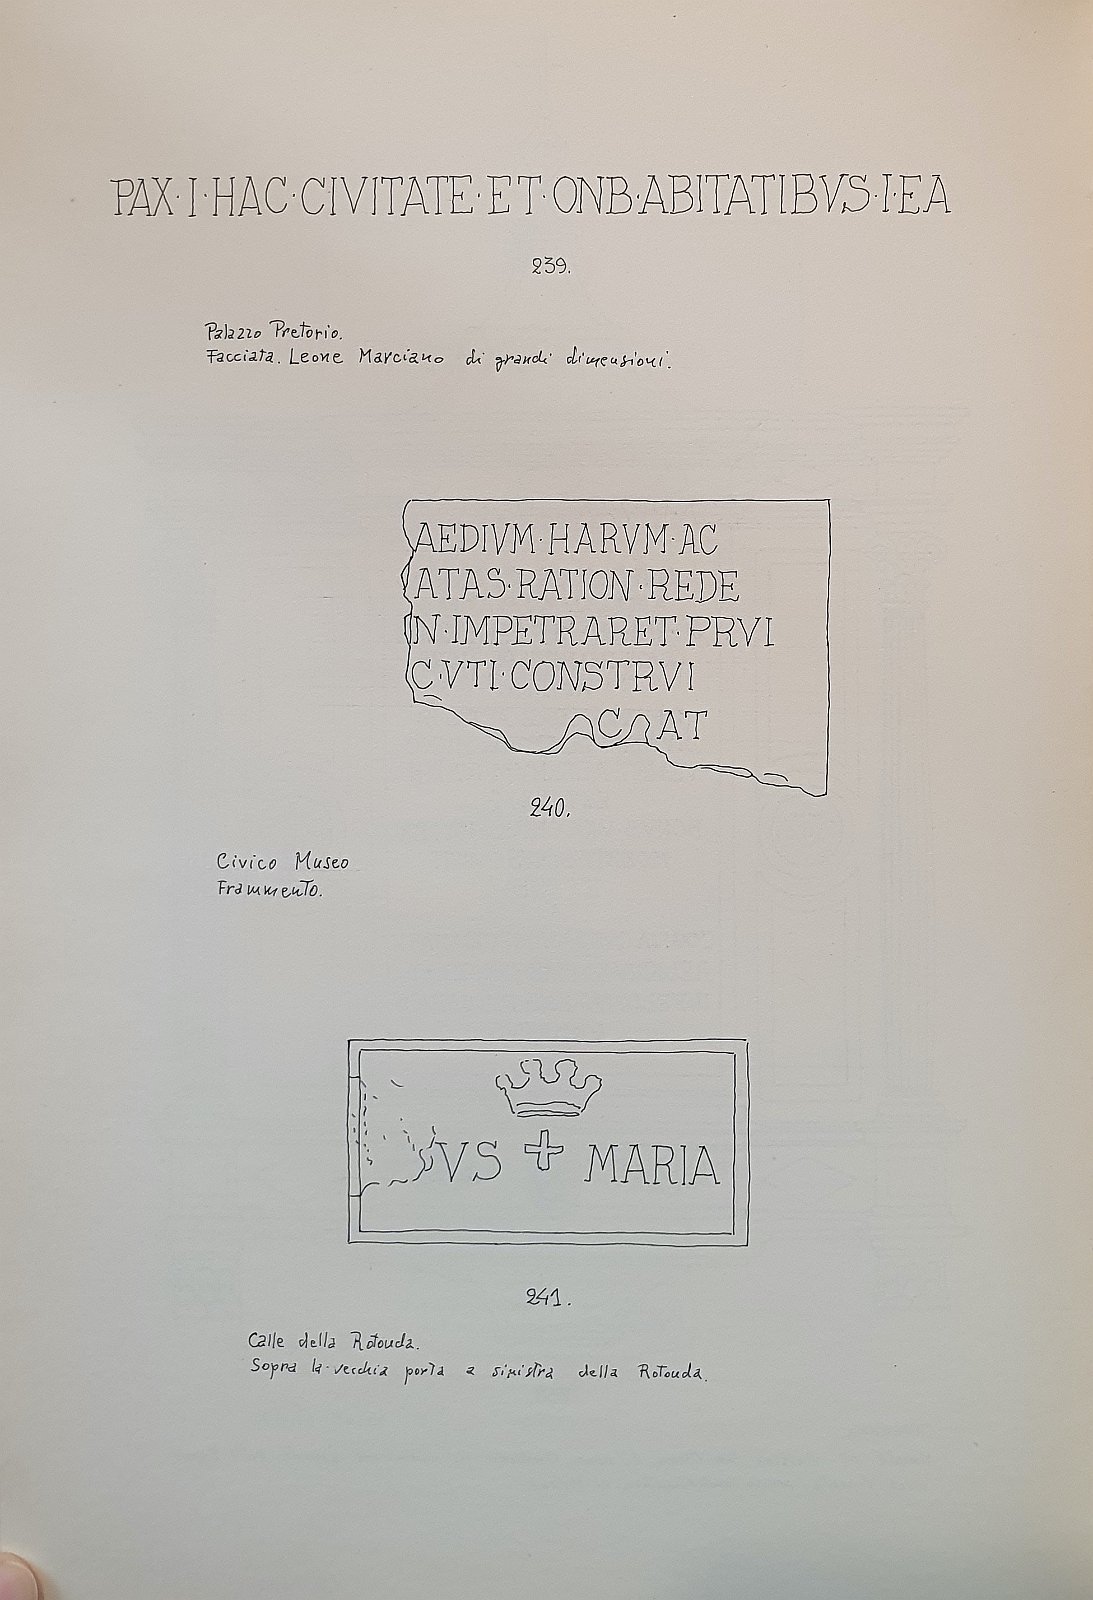 PAX·I·HAC·CIVITATE·ET·ONB·ABITATIBVS·I·EA
239.
Palazzo Pretorio.
Facciata. Leone Marciano di grandi dimensioni.
AEDIVM·HARVM·AC
ATAS·RATION·REDE
N·IMPETRARET·PRVI
C·VTI·CONSTRVI
C AT
240.
Civico Museo
Frammento.
VS + MARIA
241.
Calle della Rotonda.
Sopra la vecchia porta a sinistra della Rotonda.